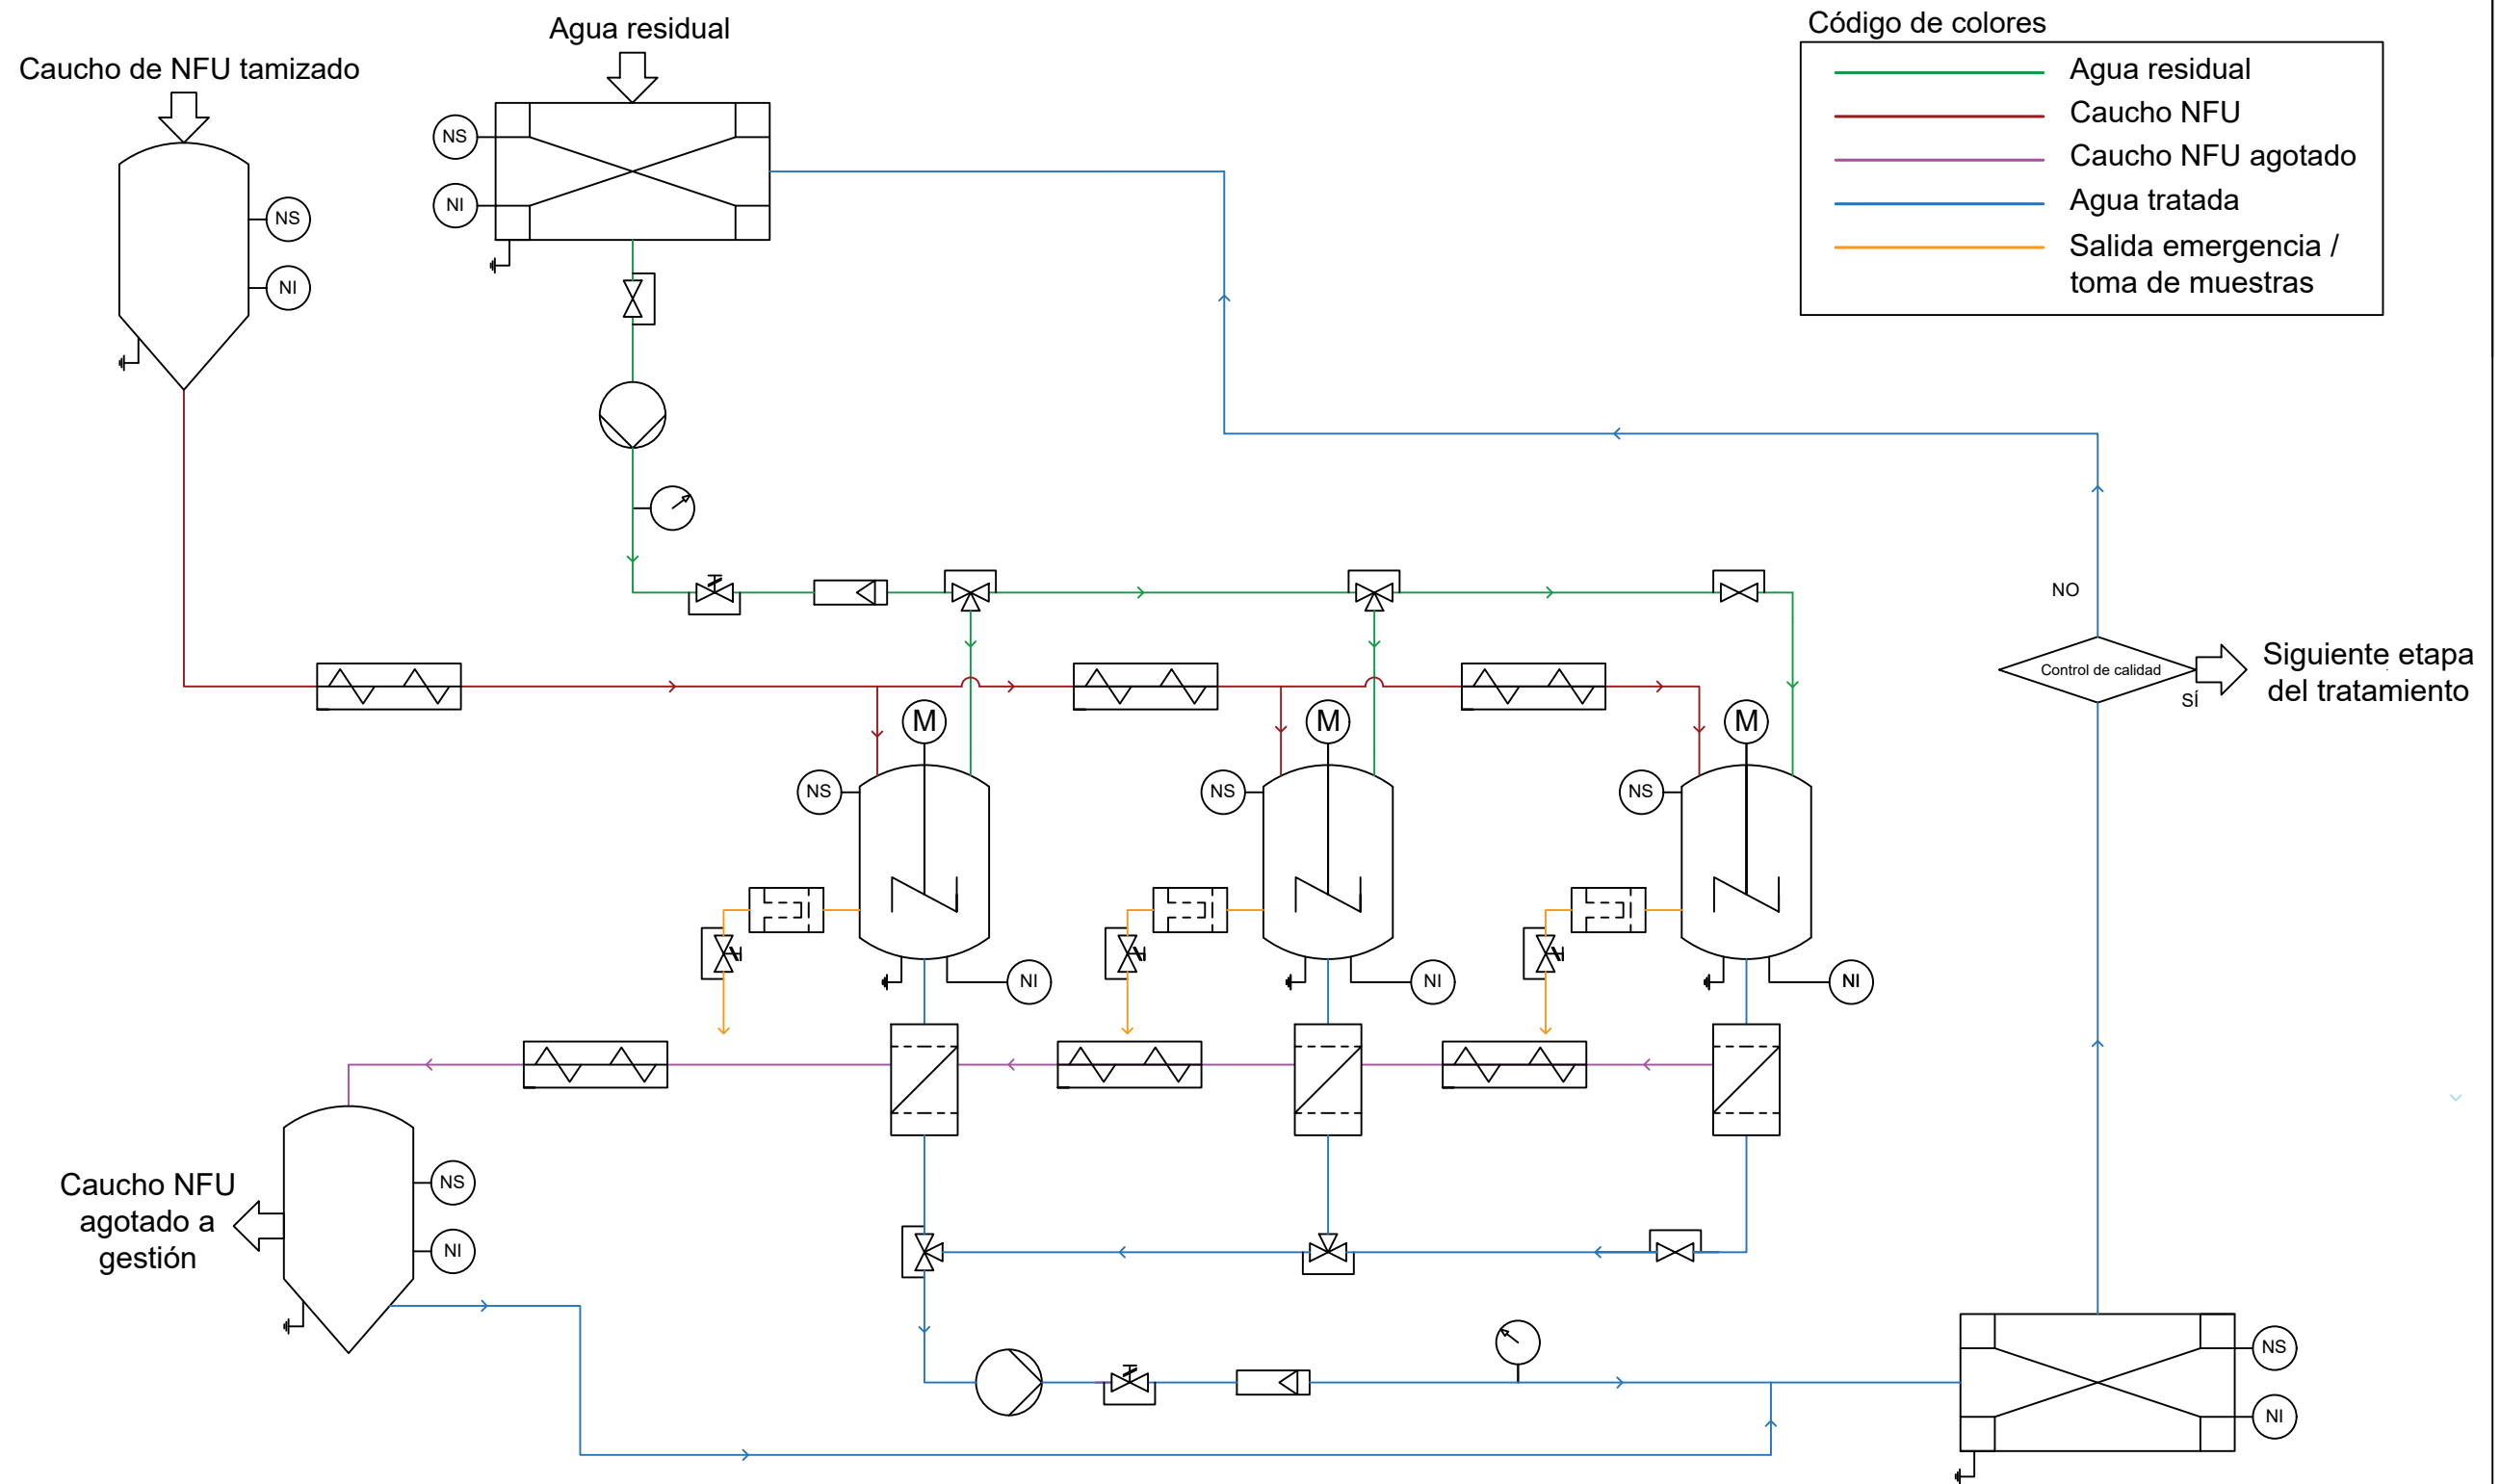 Agua residual
Caucho de NFU tamizado
NS
NI
NS
NI
Código de colores
Agua residual
Caucho NFU
Caucho NFU agotado
Agua tratada
Salida emergencia /
toma de muestras
NO
Control de calidad
SÍ
Siguiente etapa
del tratamiento
M
M
M
NS
NS
NS
NI
NI
NI
Caucho NFU
agotado a
gestión
NS
NI
NS
NI